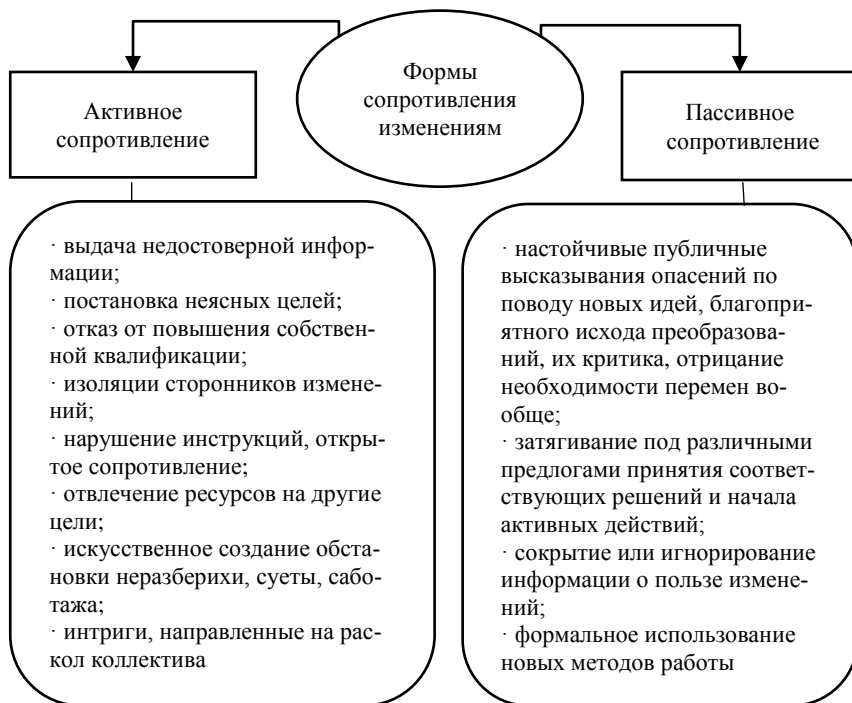 Формы
сопротивления
изменениям
Активное
сопротивление
Пассивное
сопротивление
· выдача недостоверной инфор-
мации;
· постановка неясных целей;
· отказ от повышения собствен-
ной квалификации;
· изоляции сторонников измене-
ний;
· нарушение инструкций, откры-
тое сопротивление;
· отвлечение ресурсов на другие
цели;
· искусственное создание обста-
новки неразберихи, суеты, сабо-
тажа;
· интриги, направленные на рас-
кол коллектива
· настойчивые публичные
высказывания опасений по
поводу новых идей, благоприя-
ятного исхода преобразова-
ний, их критика, отрицание
необходимости перемен во-
обще;
· затягивание под различными
предлогами принятия соответ-
ствующих решений и начала
активных действий;
· сокрытие или игнорирование
информации о пользе измене-
ний;
· формальное использование
новых методов работы